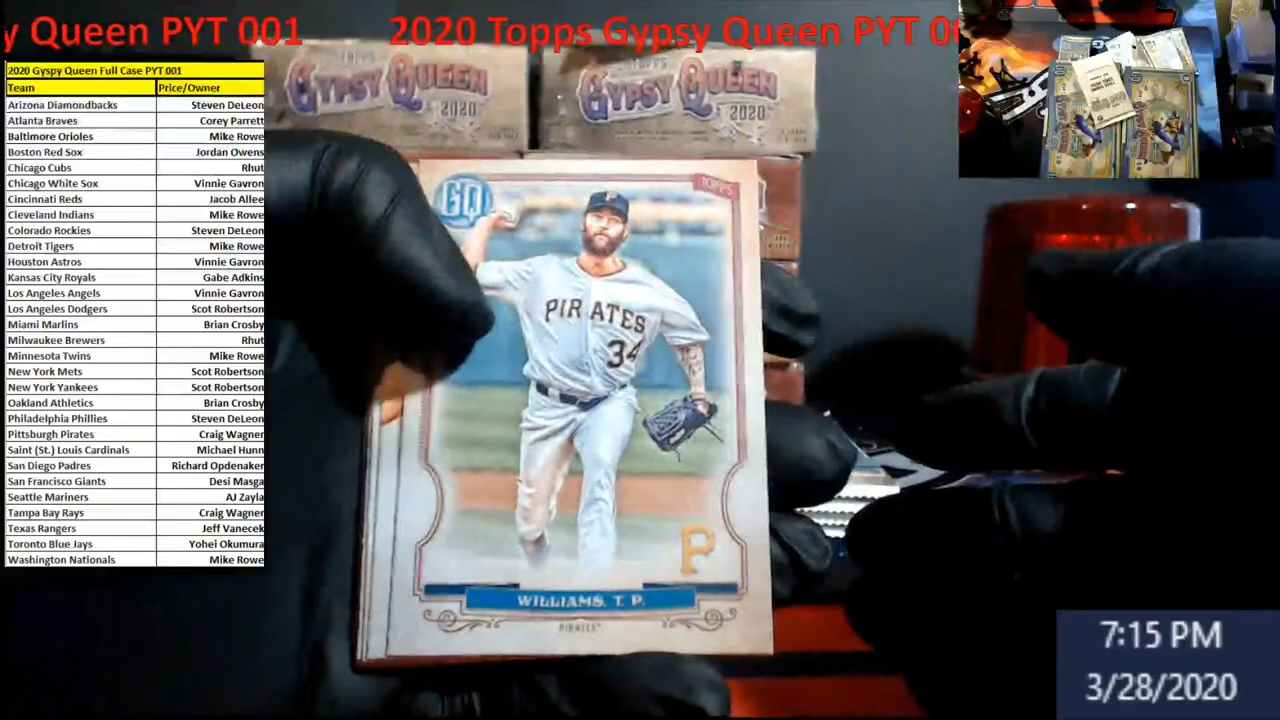 y Queen PYT 001 2020 Topps Gypsy Queen PYT 0
2020 Gyspy Queen Full Case PYT 001
Team Price/Owner
Arizona Diamondbacks Steven DeLeon
Atlanta Braves Corey Parrett
Baltimore Orioles Mike Rowe
Boston Red Sox Jordan Owens
Chicago Cubs Rhut
Chicago White Sox Vinnie Gavron
Cincinnati Reds Jacob Allee
Cleveland Indians Mike Rowe
Colorado Rockies Steven DeLeon
Detroit Tigers Mike Rowe
Houston Astros Vinnie Gavron
Kansas City Royals Gabe Adkins
Los Angeles Angels Vinnie Gavron
Los Angeles Dodgers Scot Robertson
Miami Marlins Brian Crosby
Milwaukee Brewers Rhut
Minnesota Twins Mike Rowe
New York Mets Scot Robertson
New York Yankees Scot Robertson
Oakland Athletics Brian Crosby
Philadelphia Phillies Steven DeLeon
Pittsburgh Pirates Craig Wagner
Saint (St.) Louis Cardinals Michael Hunn
San Diego Padres Richard Opdenaker
San Francisco Giants Desi Masga
Seattle Mariners AJ Zayla
Tampa Bay Rays Craig Wagner
Texas Rangers Jeff Vanecek
Toronto Blue Jays Yohei Okumura
Washington Nationals Mike Rowe
TOPPS
GYPSY QUEEN
2020
TOPPS
GYPSY QUEEN
2020
GQ
TOPPS
P
PIRATES
34
P
WILLIAMS, T. P.
PIRATES
7:15 PM
3/28/2020